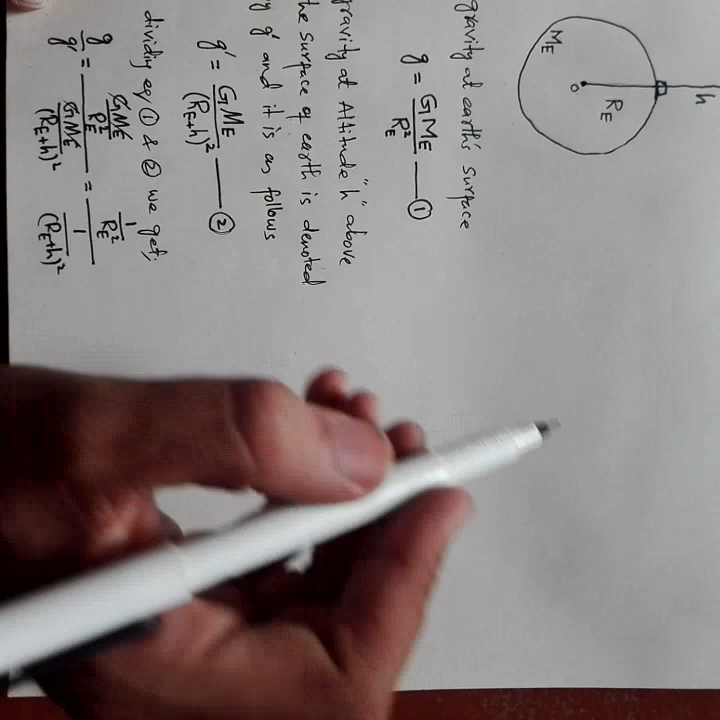 M_E
O R_E h
gravity at earth's surface
g = GM_E / R_E² —— ①
gravity at Altitude "h" above
the surface of earth is denoted
y g' and it is as follows
g' = GM_E / (R_E+h)² —— ②
dividing eq ① & ② we get;
g/g' = (GM_E / R_E²) / (GM_E / (R_E+h)²) = (1 / R_E²) / (1 / (R_E+h)²)